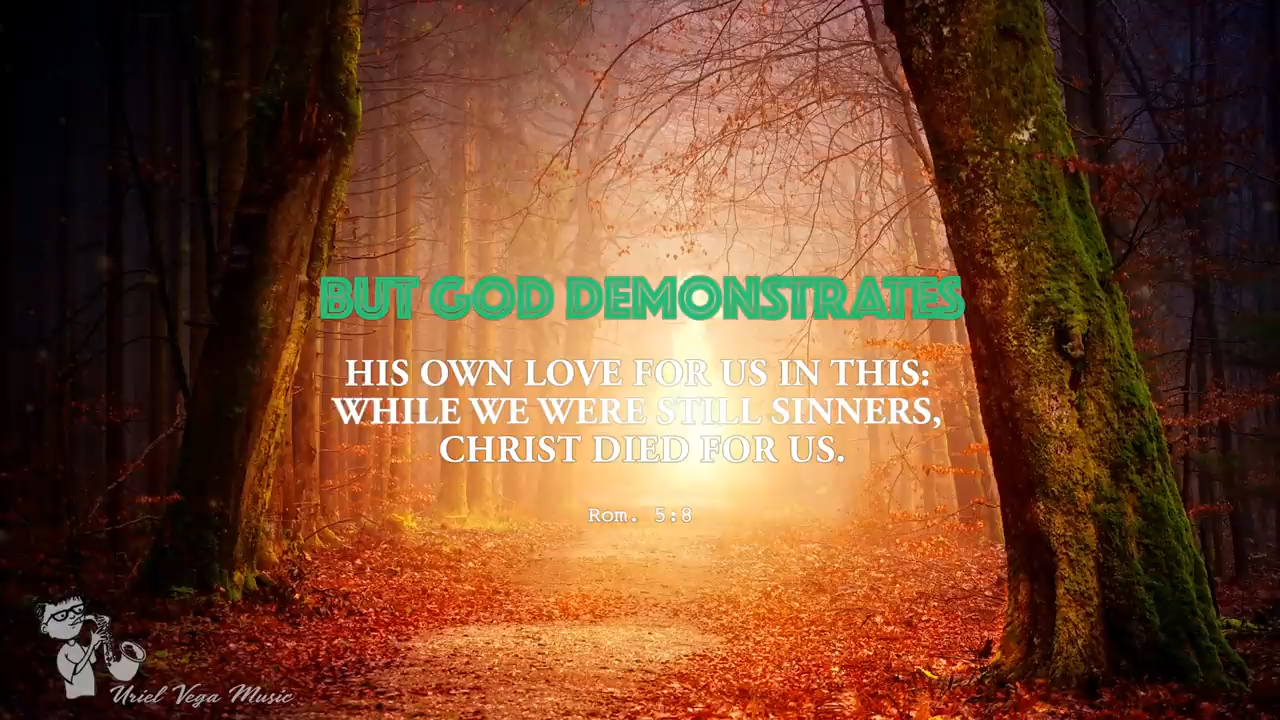 BUT GOD DEMONSTRATES
HIS OWN LOVE FOR US IN THIS:
WHILE WE WERE STILL SINNERS,
CHRIST DIED FOR US.
Rom. 5:8
Uriel Vega Music